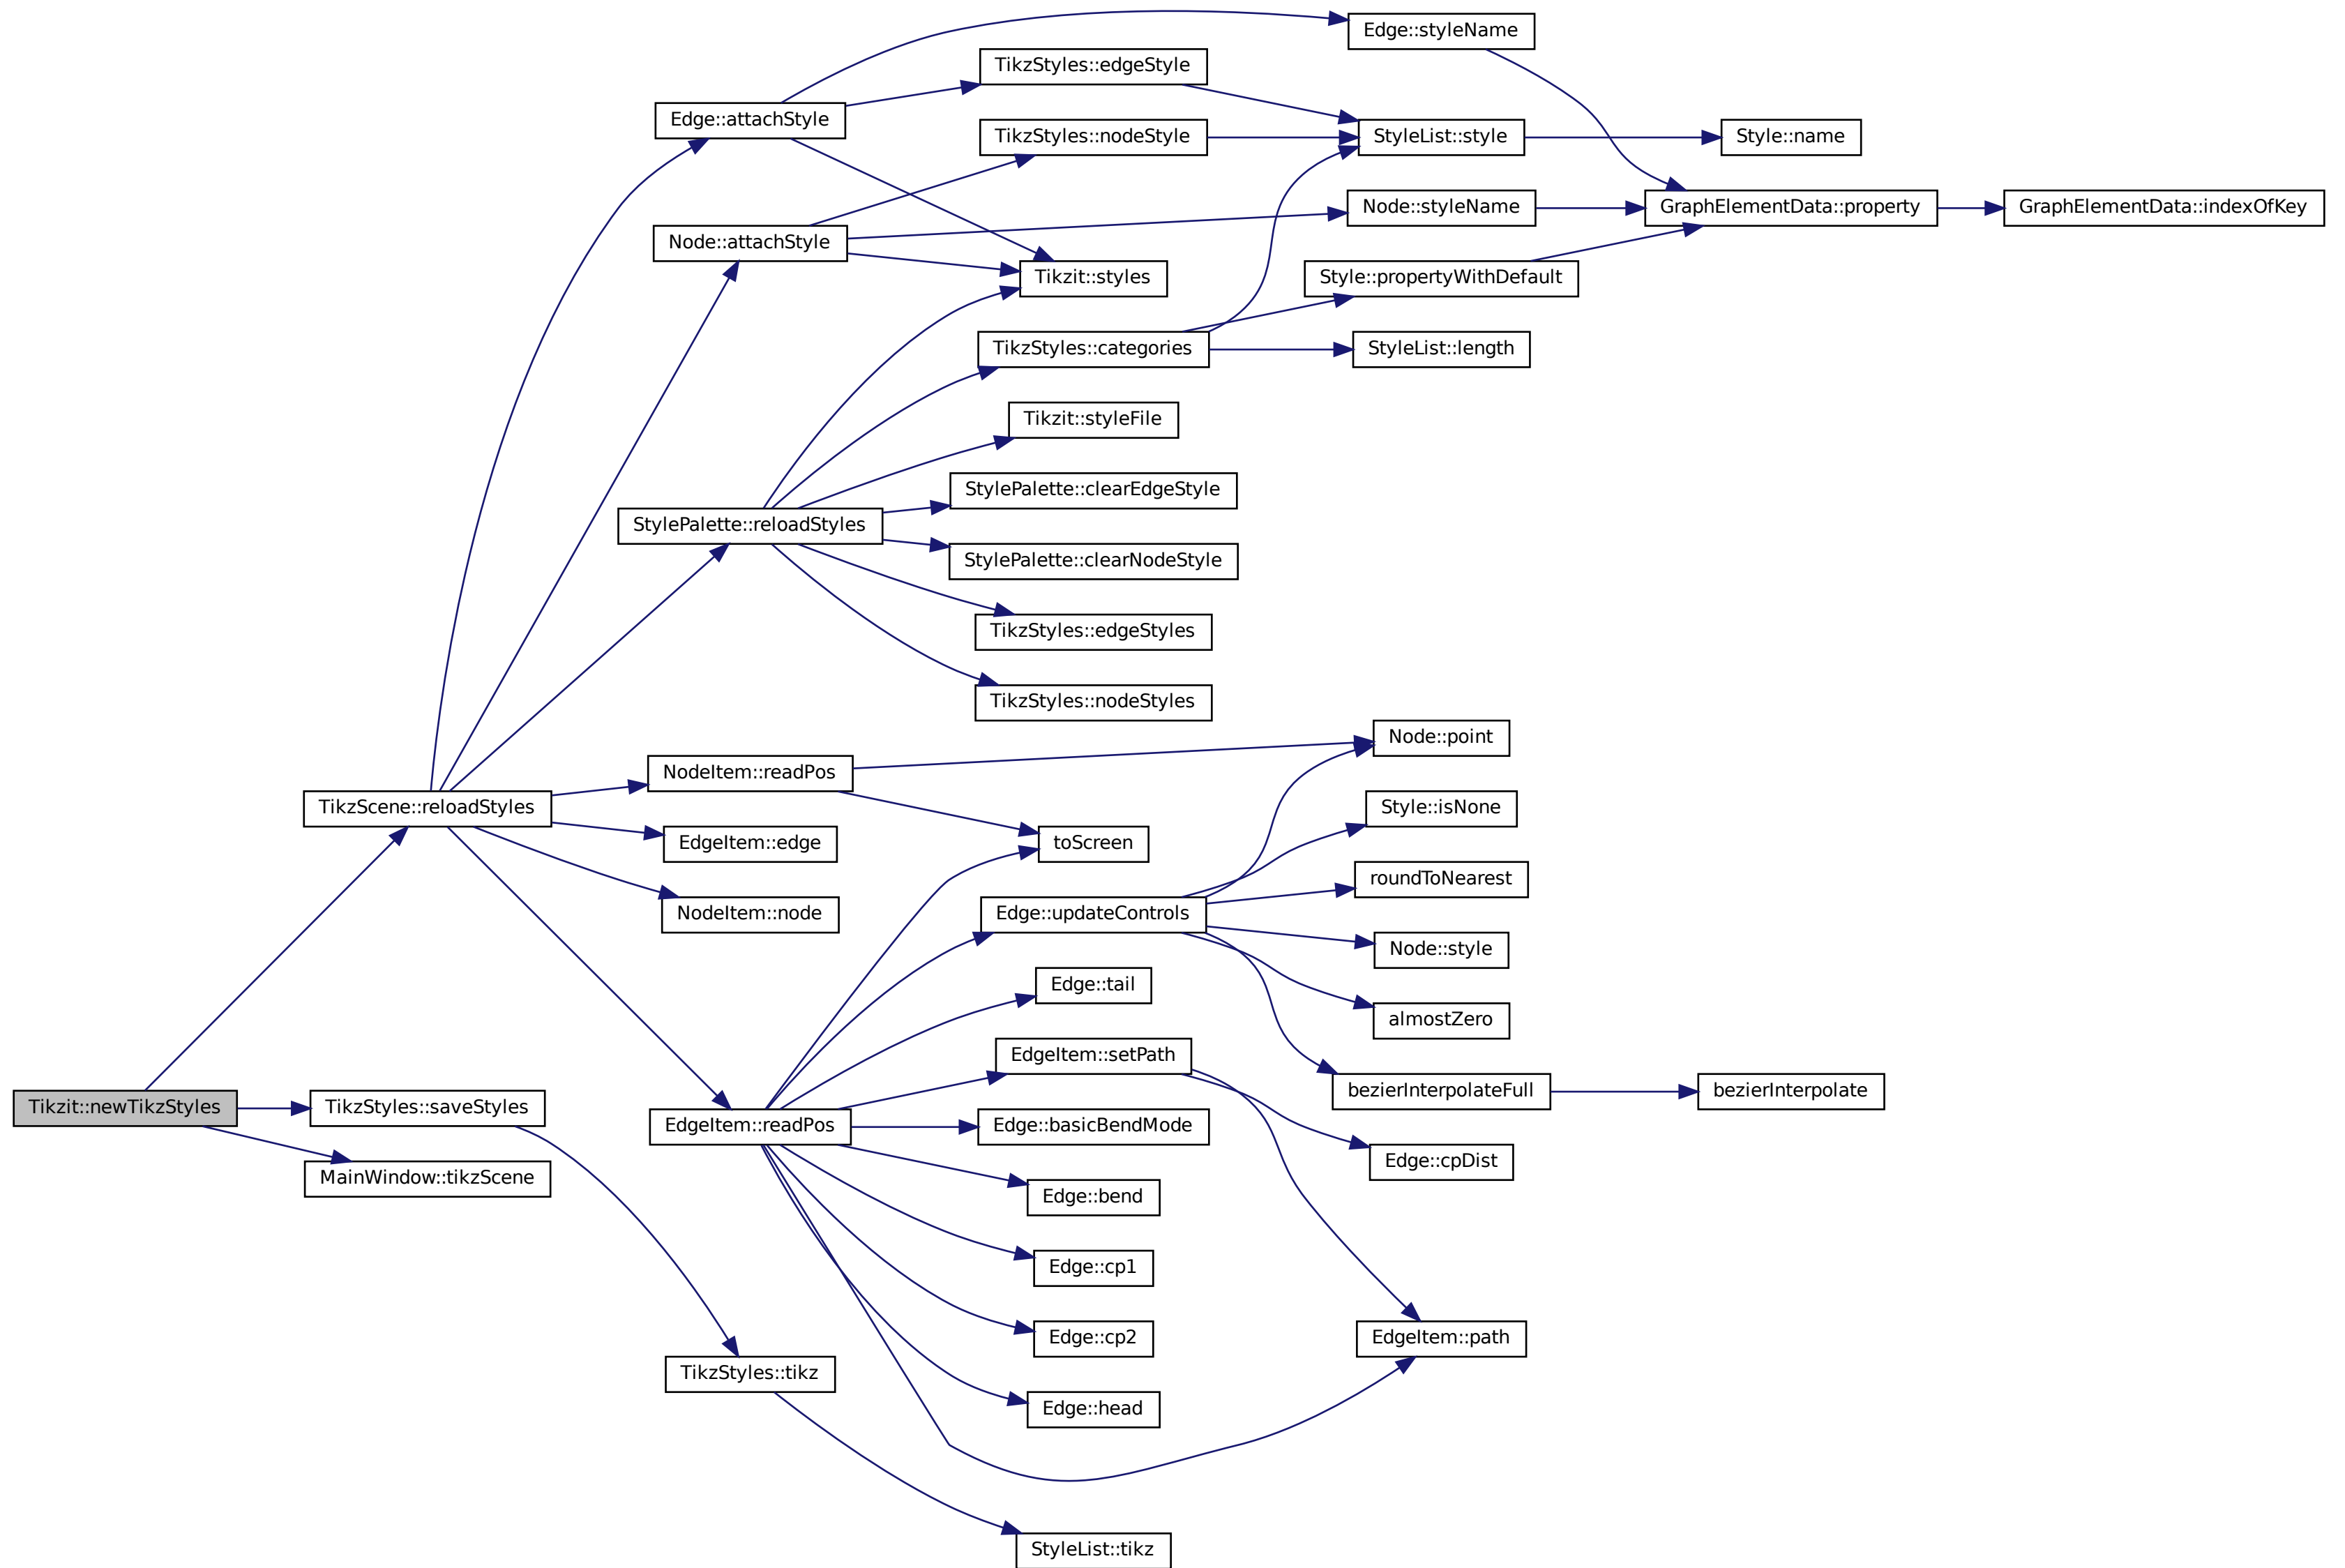 Edge::styleName
TikzStyles::edgeStyle
Edge::attachStyle
TikzStyles::nodeStyle
StyleList::style
Style::name
Node::styleName
GraphElementData::property
GraphElementData::indexOfKey
Node::attachStyle
Tikzit::styles
Style::propertyWithDefault
TikzStyles::categories
StyleList::length
Tikzit::styleFile
StylePalette::clearEdgeStyle
StylePalette::reloadStyles
StylePalette::clearNodeStyle
TikzStyles::edgeStyles
TikzStyles::nodeStyles
Node::point
NodeItem::readPos
TikzScene::reloadStyles
Style::isNone
EdgeItem::edge
toScreen
roundToNearest
NodeItem::node
Edge::updateControls
Node::style
Edge::tail
almostZero
EdgeItem::setPath
bezierInterpolateFull
bezierInterpolate
Tikzit::newTikzStyles
TikzStyles::saveStyles
EdgeItem::readPos
Edge::basicBendMode
Edge::cpDist
MainWindow::tikzScene
Edge::bend
Edge::cp1
Edge::cp2
EdgeItem::path
TikzStyles::tikz
Edge::head
StyleList::tikz